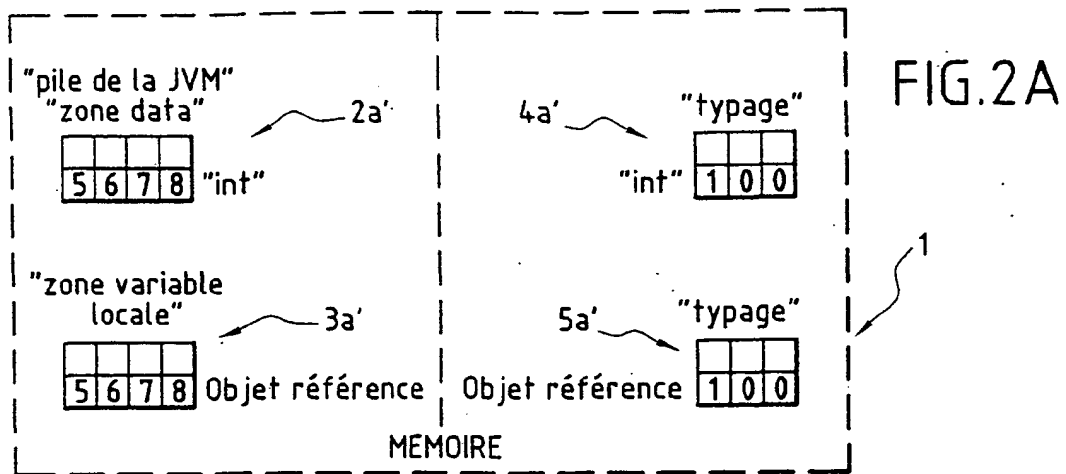 FIG.2A
"pile de la JVM"
"zone data"
2a'
5 6 7 8 "int"
4a'
"typage"
"int" 1 0 0
1
"zone variable
locale"
3a'
5 6 7 8 Objet référence
5a'
"typage"
Objet référence 1 0 0
MEMOIRE